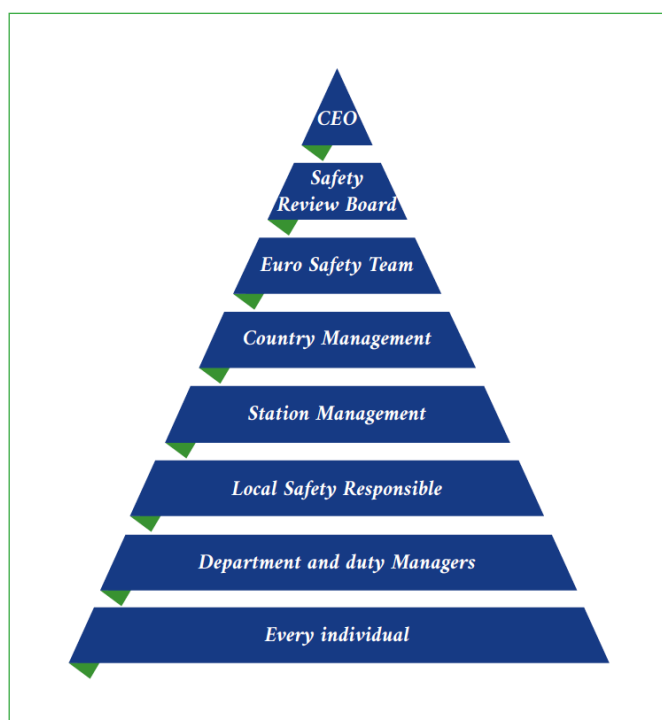 CEO
Safety
Review Board
Euro Safety Team
Country Management
Station Management
Local Safety Responsible
Department and duty Managers
Every individual